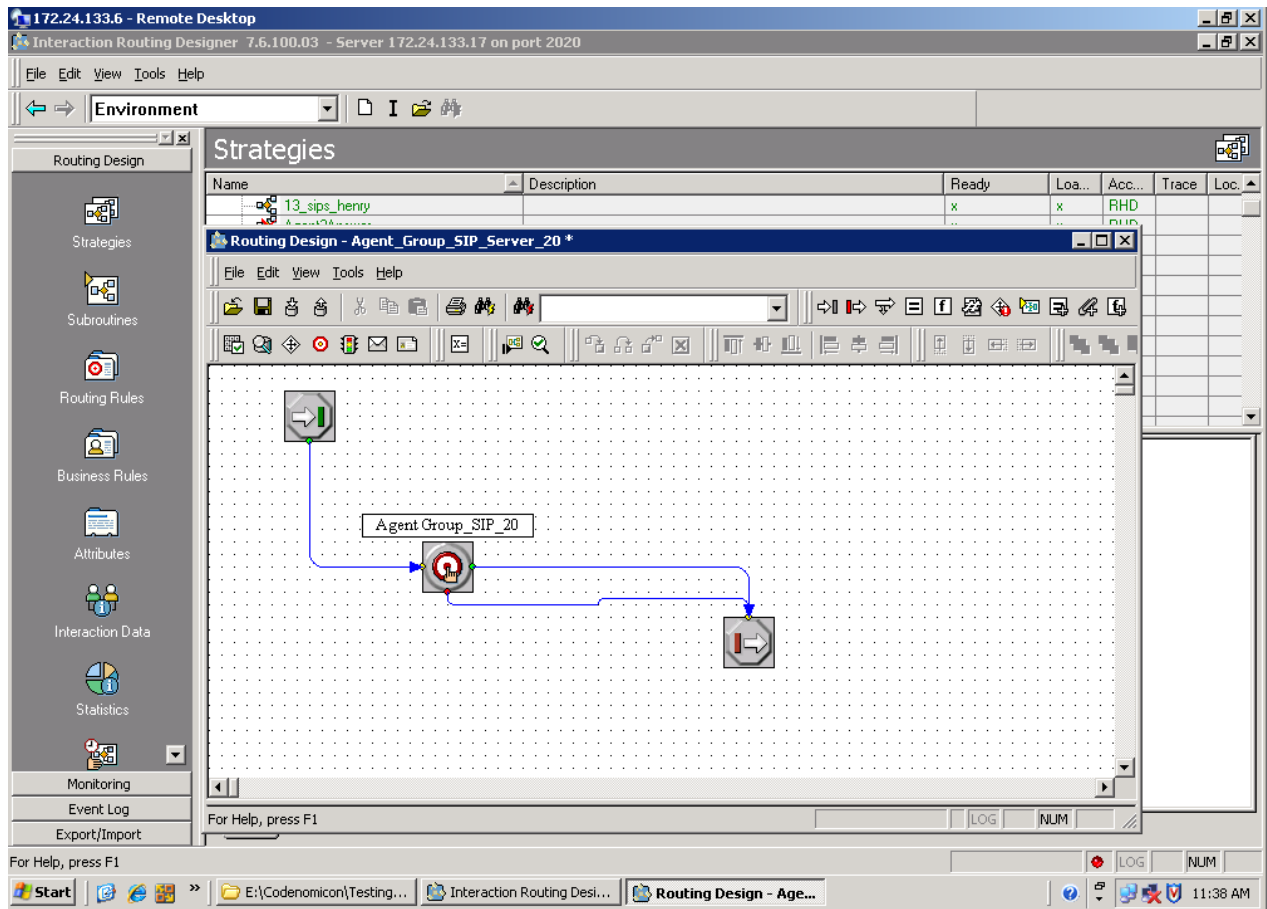 172.24.133.6 - Remote Desktop
Interaction Routing Designer 7.6.100.03 - Server 172.24.133.17 on port 2020
File Edit View Tools Help
Environment
Routing Design
Strategies
Name Description Ready Loa... Acc... Trace Loc.
13_sips_henry x x RHD
Strategies
Subroutines
Routing Rules
Business Rules
Attributes
Interaction Data
Statistics
Monitoring
Event Log
Export/Import
Routing Design - Agent_Group_SIP_Server_20 *
File Edit View Tools Help
Agent Group_SIP_20
For Help, press F1
LOG NUM
For Help, press F1
LOG NUM
Start
E:\Codenomicon\Testing...
Interaction Routing Desi...
Routing Design - Age...
11:38 AM